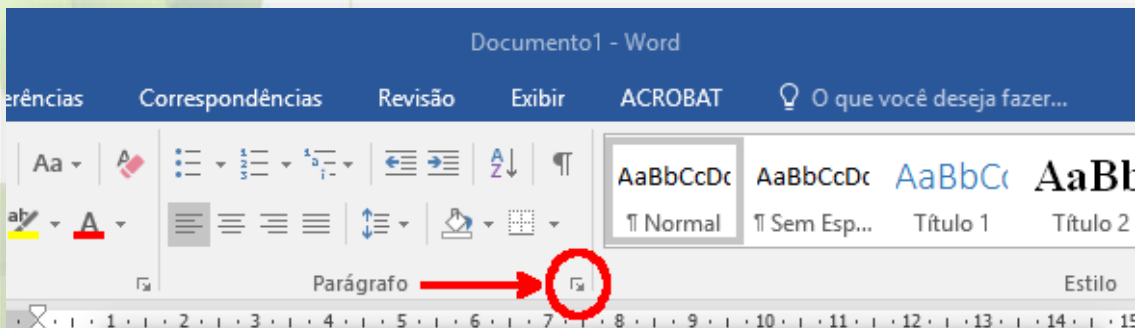 Documento1 - Word
erências Correspondências Revisão Exibir ACROBAT O que você deseja fazer...
Aa AaBbCcDc AaBbCcDc AaBbC AaBb
¶ Normal ¶ Sem Esp... Título 1 Título 2
Parágrafo Estilo
1 2 3 4 5 6 7 8 9 10 11 12 13 14 15